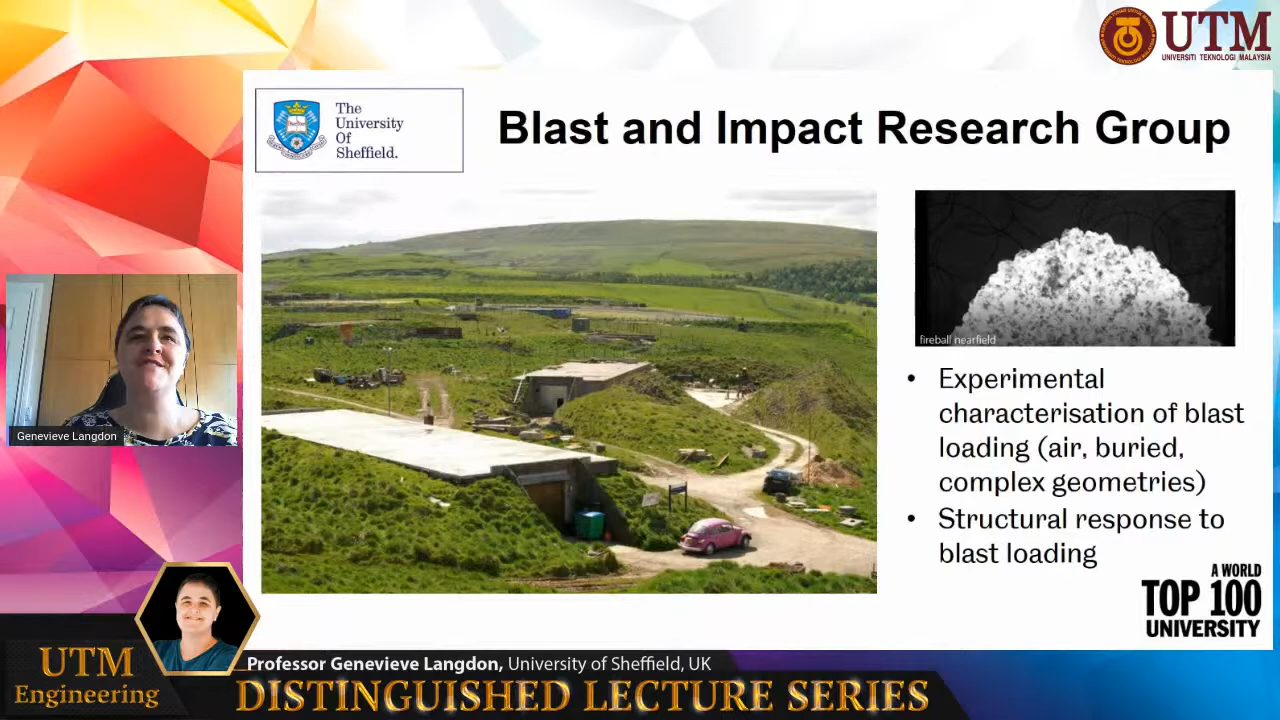 UTM
UNIVERSITI TEKNOLOGI MALAYSIA
The
University
Of
Sheffield.
Blast and Impact Research Group
fireball nearfield
Genevieve Langdon
• Experimental
characterisation of blast
loading (air, buried,
complex geometries)
• Structural response to
blast loading
A WORLD
TOP 100
UNIVERSITY
UTM
Engineering
Professor Genevieve Langdon, University of Sheffield, UK
DISTINGUISHED LECTURE SERIES